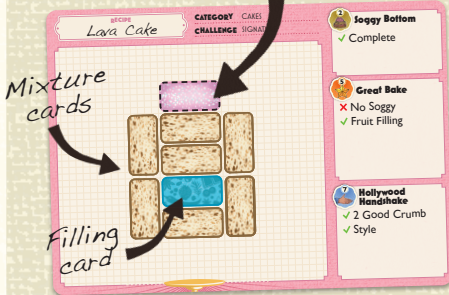 RECIPE
Lava Cake
CATEGORY CAKES
CHALLENGE SIGNAT
Mixture
cards
Filling
card
2
Soggy Bottom
✓ Complete
5
Great Bake
✗ No Soggy
✓ Fruit Filling
7
Hollywood
Handshake
✓ 2 Good Crumb
✓ Style